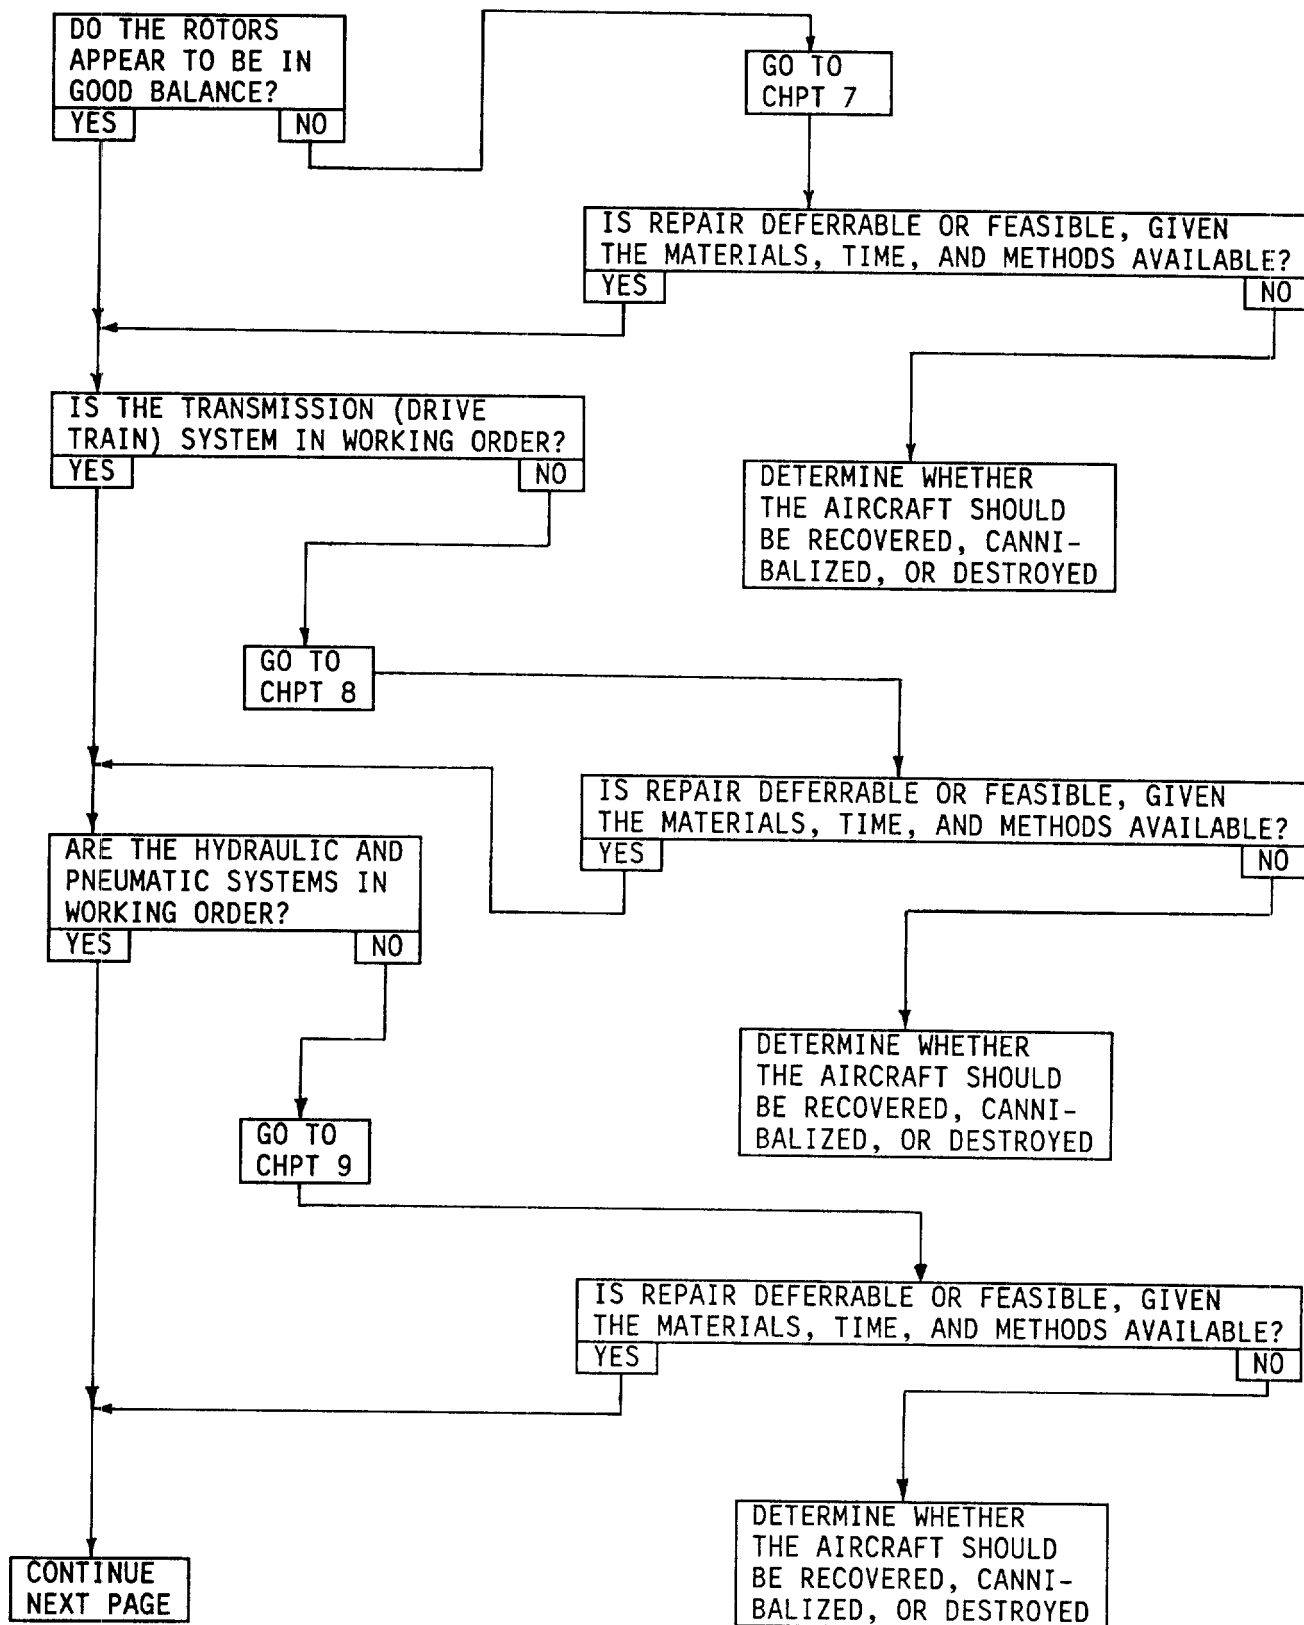 DO THE ROTORS
APPEAR TO BE IN
GOOD BALANCE?
YES
NO
GO TO
CHPT 7
IS REPAIR DEFERRABLE OR FEASIBLE, GIVEN
THE MATERIALS, TIME, AND METHODS AVAILABLE?
YES
NO
IS THE TRANSMISSION (DRIVE
TRAIN) SYSTEM IN WORKING ORDER?
YES
NO
DETERMINE WHETHER
THE AIRCRAFT SHOULD
BE RECOVERED, CANNI-
BALIZED, OR DESTROYED
GO TO
CHPT 8
IS REPAIR DEFERRABLE OR FEASIBLE, GIVEN
THE MATERIALS, TIME, AND METHODS AVAILABLE?
YES
NO
ARE THE HYDRAULIC AND
PNEUMATIC SYSTEMS IN
WORKING ORDER?
YES
NO
DETERMINE WHETHER
THE AIRCRAFT SHOULD
BE RECOVERED, CANNI-
BALIZED, OR DESTROYED
GO TO
CHPT 9
IS REPAIR DEFERRABLE OR FEASIBLE, GIVEN
THE MATERIALS, TIME, AND METHODS AVAILABLE?
YES
NO
DETERMINE WHETHER
THE AIRCRAFT SHOULD
BE RECOVERED, CANNI-
BALIZED, OR DESTROYED
CONTINUE
NEXT PAGE